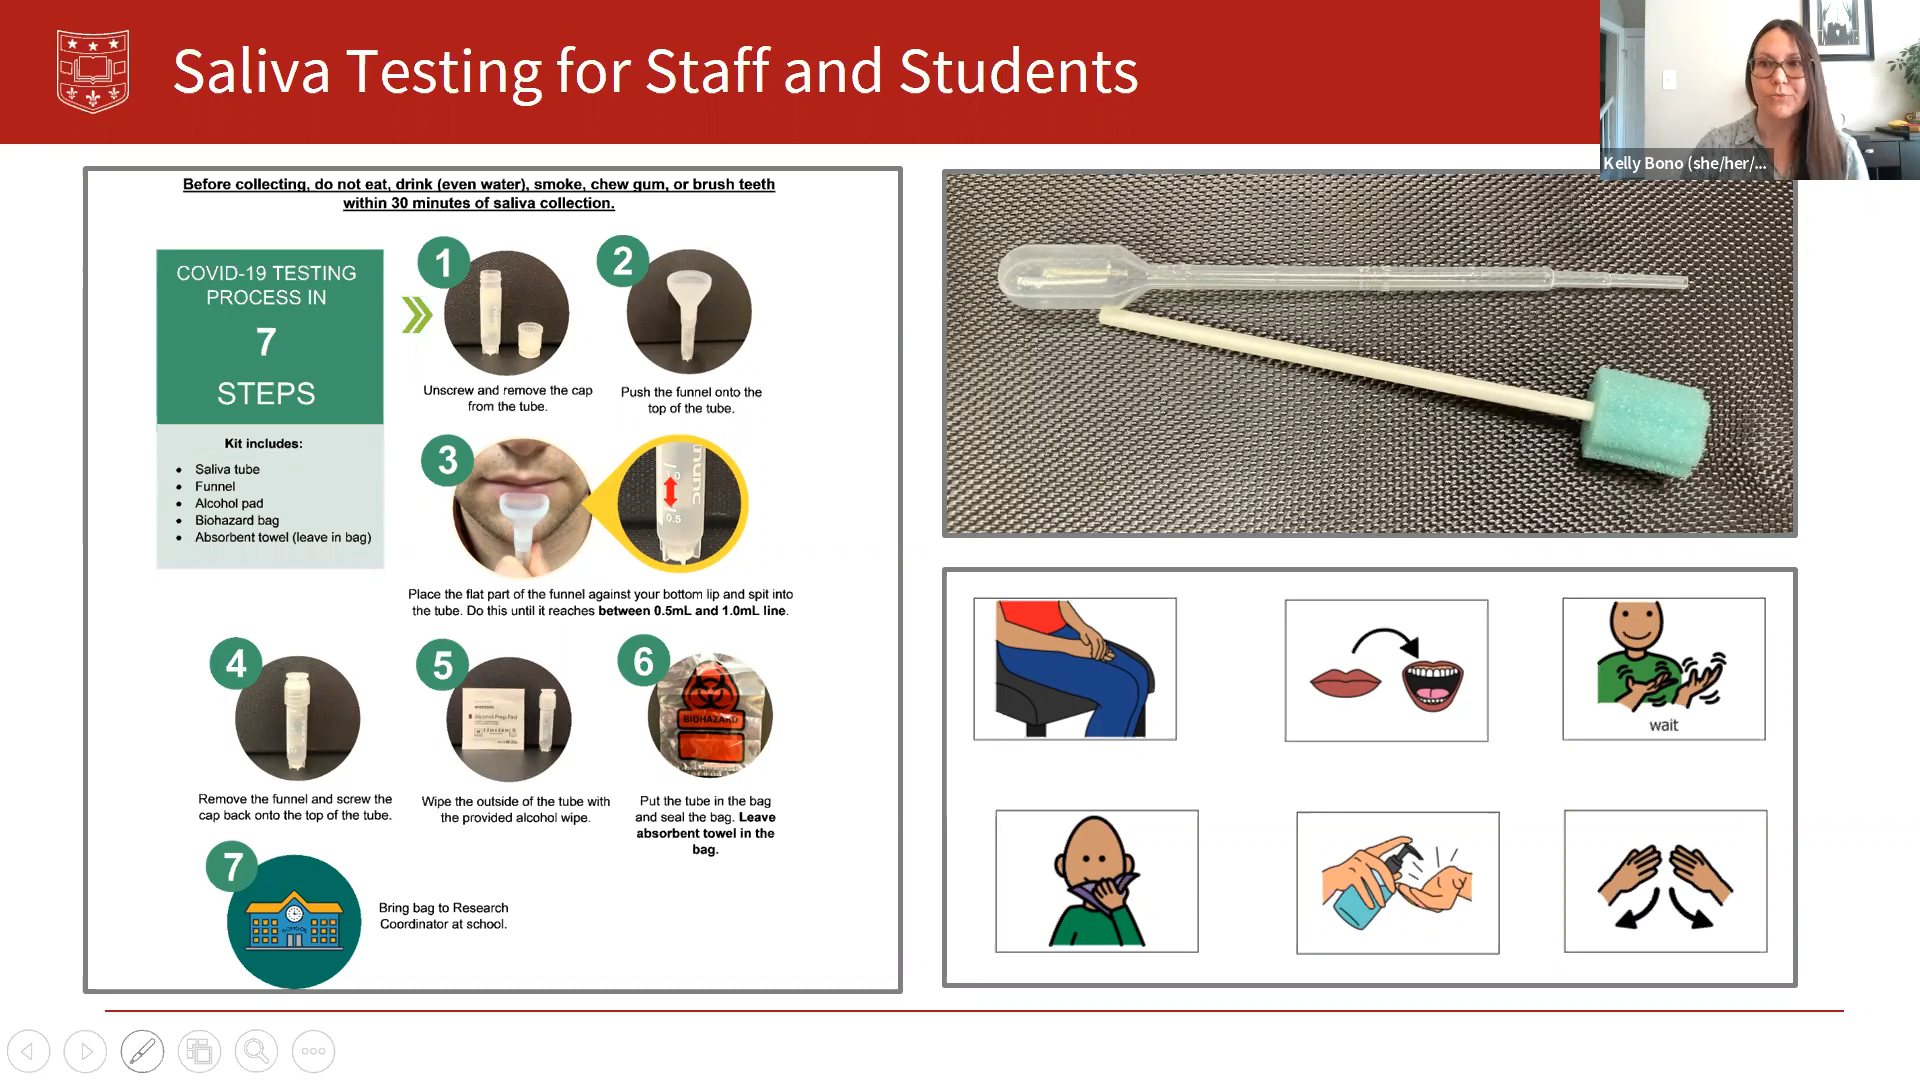 Saliva Testing for Staff and Students
Kelly Bono (she/her/...
Before collecting, do not eat, drink (even water), smoke, chew gum, or brush teeth
within 30 minutes of saliva collection.
COVID-19 TESTING
PROCESS IN
7
STEPS
Kit includes:
• Saliva tube
• Funnel
• Alcohol pad
• Biohazard bag
• Absorbent towel (leave in bag)
1
Unscrew and remove the cap
from the tube.
2
Push the funnel onto the
top of the tube.
3
nunc
0.5
Place the flat part of the funnel against your bottom lip and spit into
the tube. Do this until it reaches between 0.5mL and 1.0mL line.
4
Remove the funnel and screw the
cap back onto the top of the tube.
5
Alcohol Prep Pad
Wipe the outside of the tube with
the provided alcohol wipe.
6
BIOHAZARD
Put the tube in the bag
and seal the bag. Leave
absorbent towel in the
bag.
7
Bring bag to Research
Coordinator at school.
wait